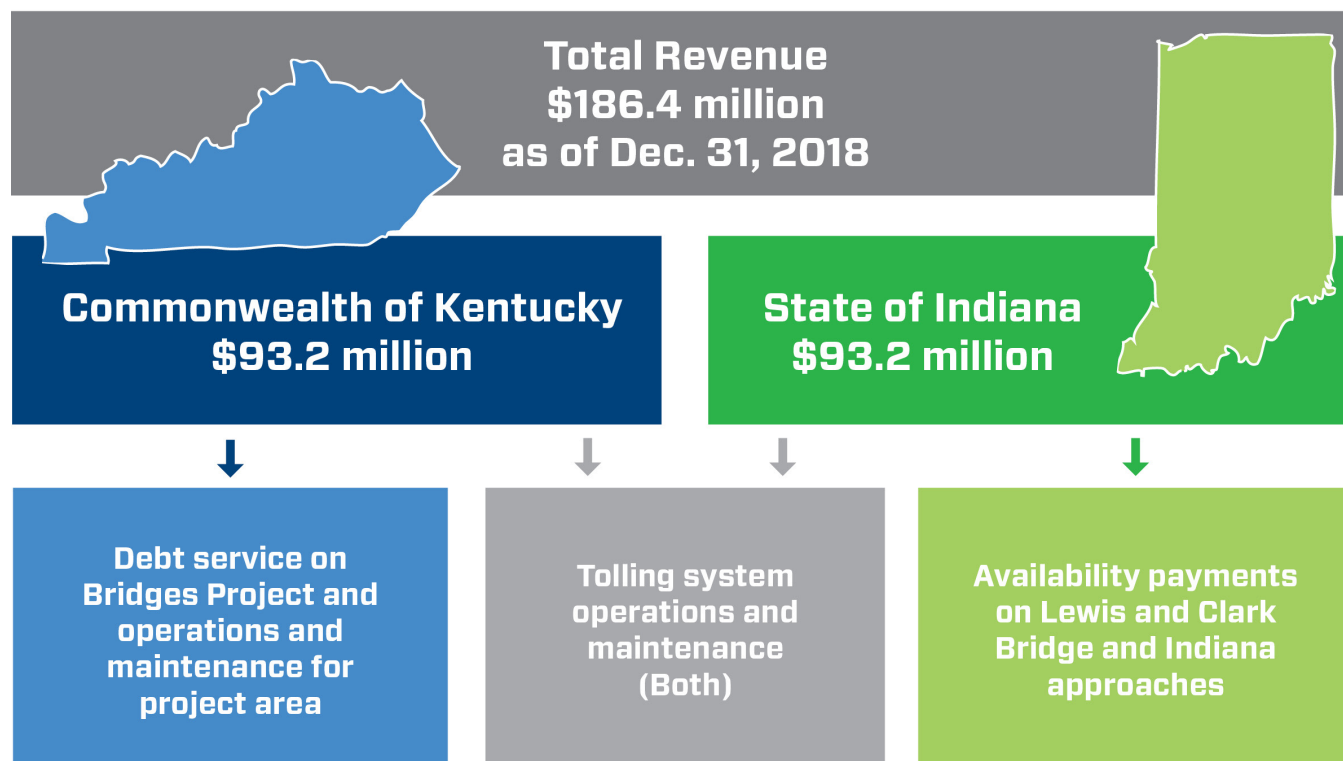 Total Revenue
$186.4 million
as of Dec. 31, 2018
Commonwealth of Kentucky
$93.2 million
State of Indiana
$93.2 million
Debt service on
Bridges Project and
operations and
maintenance for
project area
Tolling system
operations and
maintenance
(Both)
Availability payments
on Lewis and Clark
Bridge and Indiana
approaches